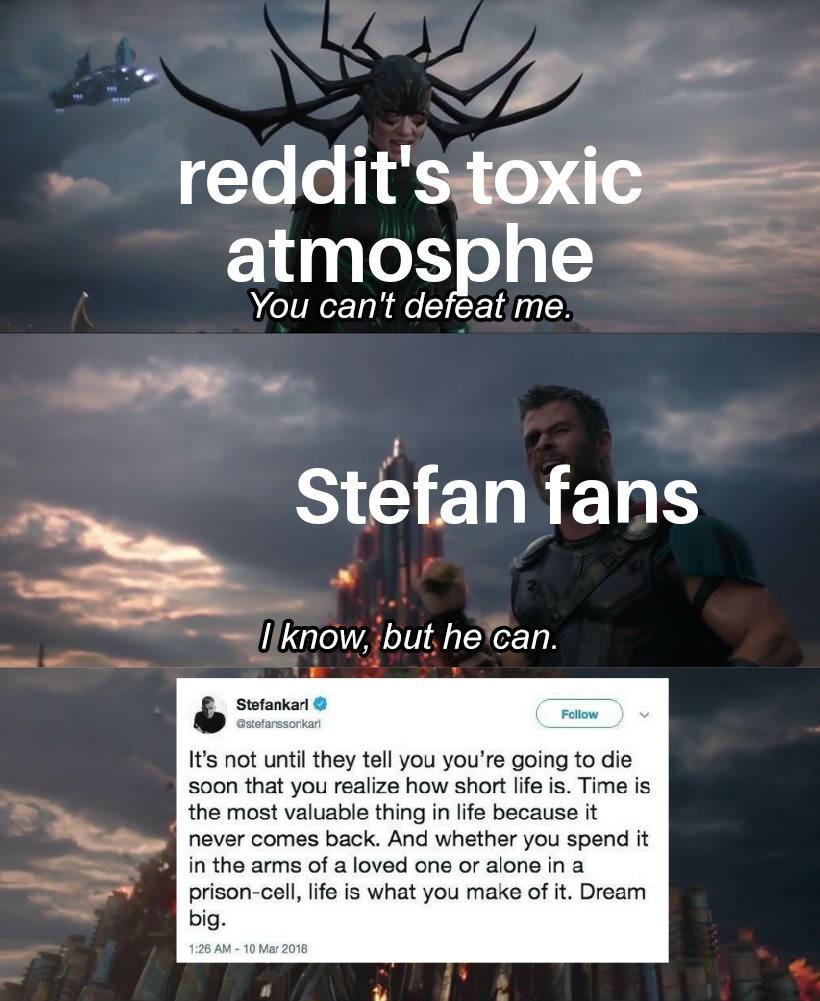 reddit's toxic
atmosphe
You can't defeat me.
Stefan fans
I know, but he can.
Stefankarl
@stefanssonkarl
Follow
It's not until they tell you you're going to die
soon that you realize how short life is. Time is
the most valuable thing in life because it
never comes back. And whether you spend it
in the arms of a loved one or alone in a
prison-cell, life is what you make of it. Dream
big.
1:26 AM - 10 Mar 2018